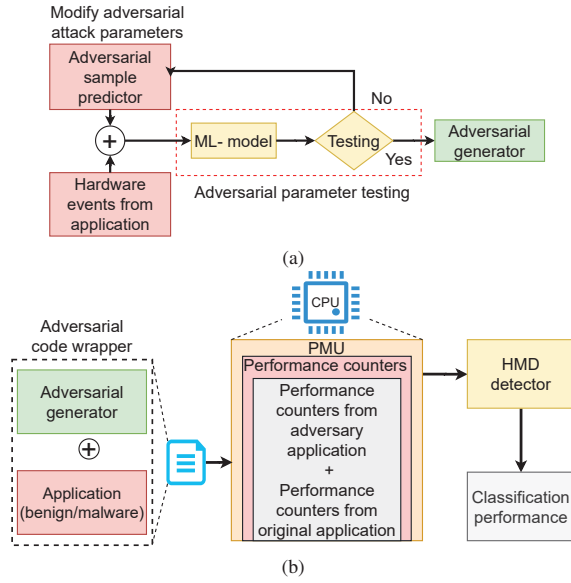 Modify adversarial
attack parameters
Adversarial
sample
predictor
No
+
ML- model
Testing
Yes
Adversarial
generator
Hardware
events from
application
Adversarial parameter testing
(a)
CPU
Adversarial
code wrapper
PMU
Performance counters
Adversarial
generator
+
Application
(benign/malware)
Performance
counters from
adversary
application
+
Performance
counters from
original application
HMD
detector
Classification
performance
(b)